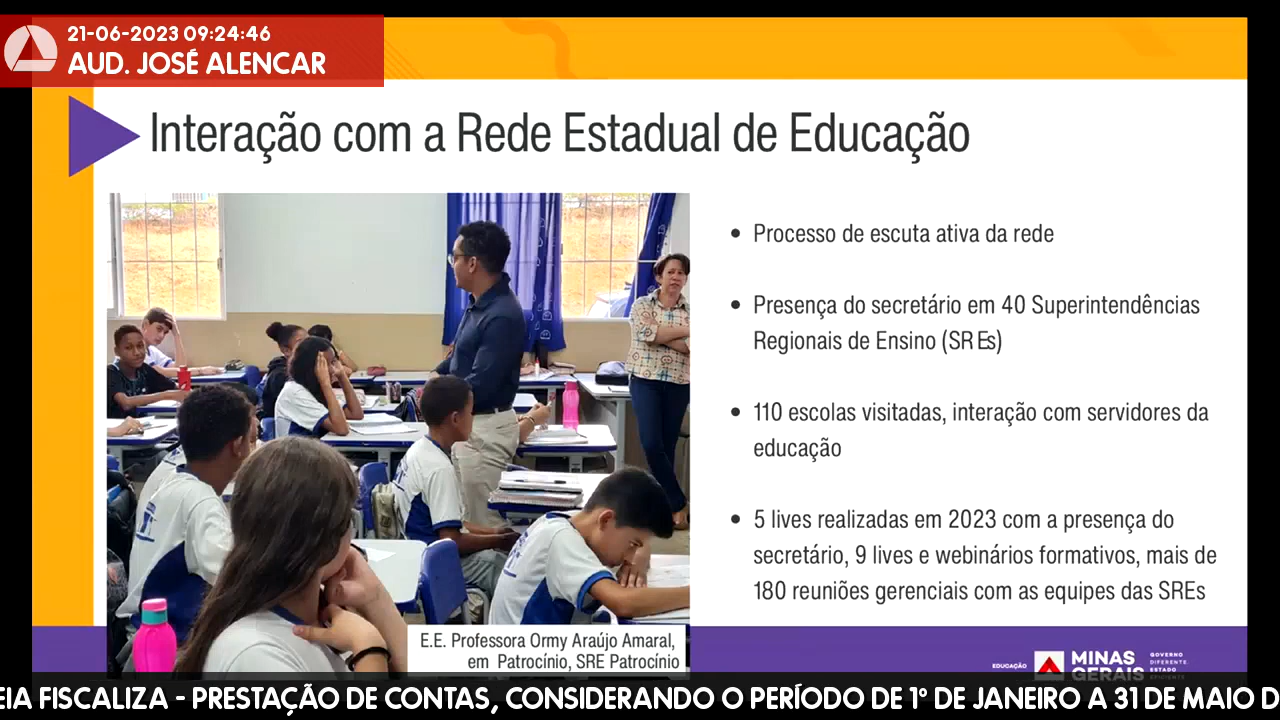 21-06-2023 09:24:46
AUD. JOSÉ ALENCAR
Interação com a Rede Estadual de Educação
• Processo de escuta ativa da rede
• Presença do secretário em 40 Superintendências
Regionais de Ensino (SREs)
• 110 escolas visitadas, interação com servidores da
educação
• 5 lives realizadas em 2023 com a presença do
secretário, 9 lives e webinários formativos, mais de
180 reuniões gerenciais com as equipes das SREs
E.E. Professora Ormy Araújo Amaral,
em Patrocínio, SRE Patrocínio
EDUCAÇÃO
MINAS
GERAIS
GOVERNO
DIFERENTE
ESTADO
EFICIENTE
EIA FISCALIZA - PRESTAÇÃO DE CONTAS, CONSIDERANDO O PERÍODO DE 1º DE JANEIRO A 31 DE MAIO D